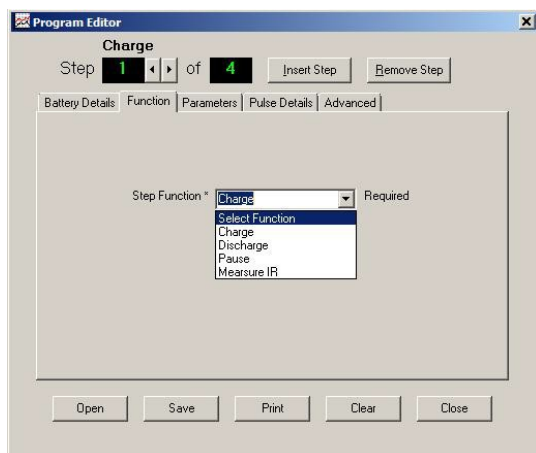 Program Editor
Charge
Step 1 of 4 Insert Step Remove Step
Battery Details Function Parameters Pulse Details Advanced
Step Function * Charge Required
Select Function
Charge
Discharge
Pause
Mearsure IR
Open Save Print Clear Close